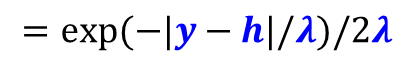 = exp(−|𝒚 − 𝒉|/𝝀)/2𝝀